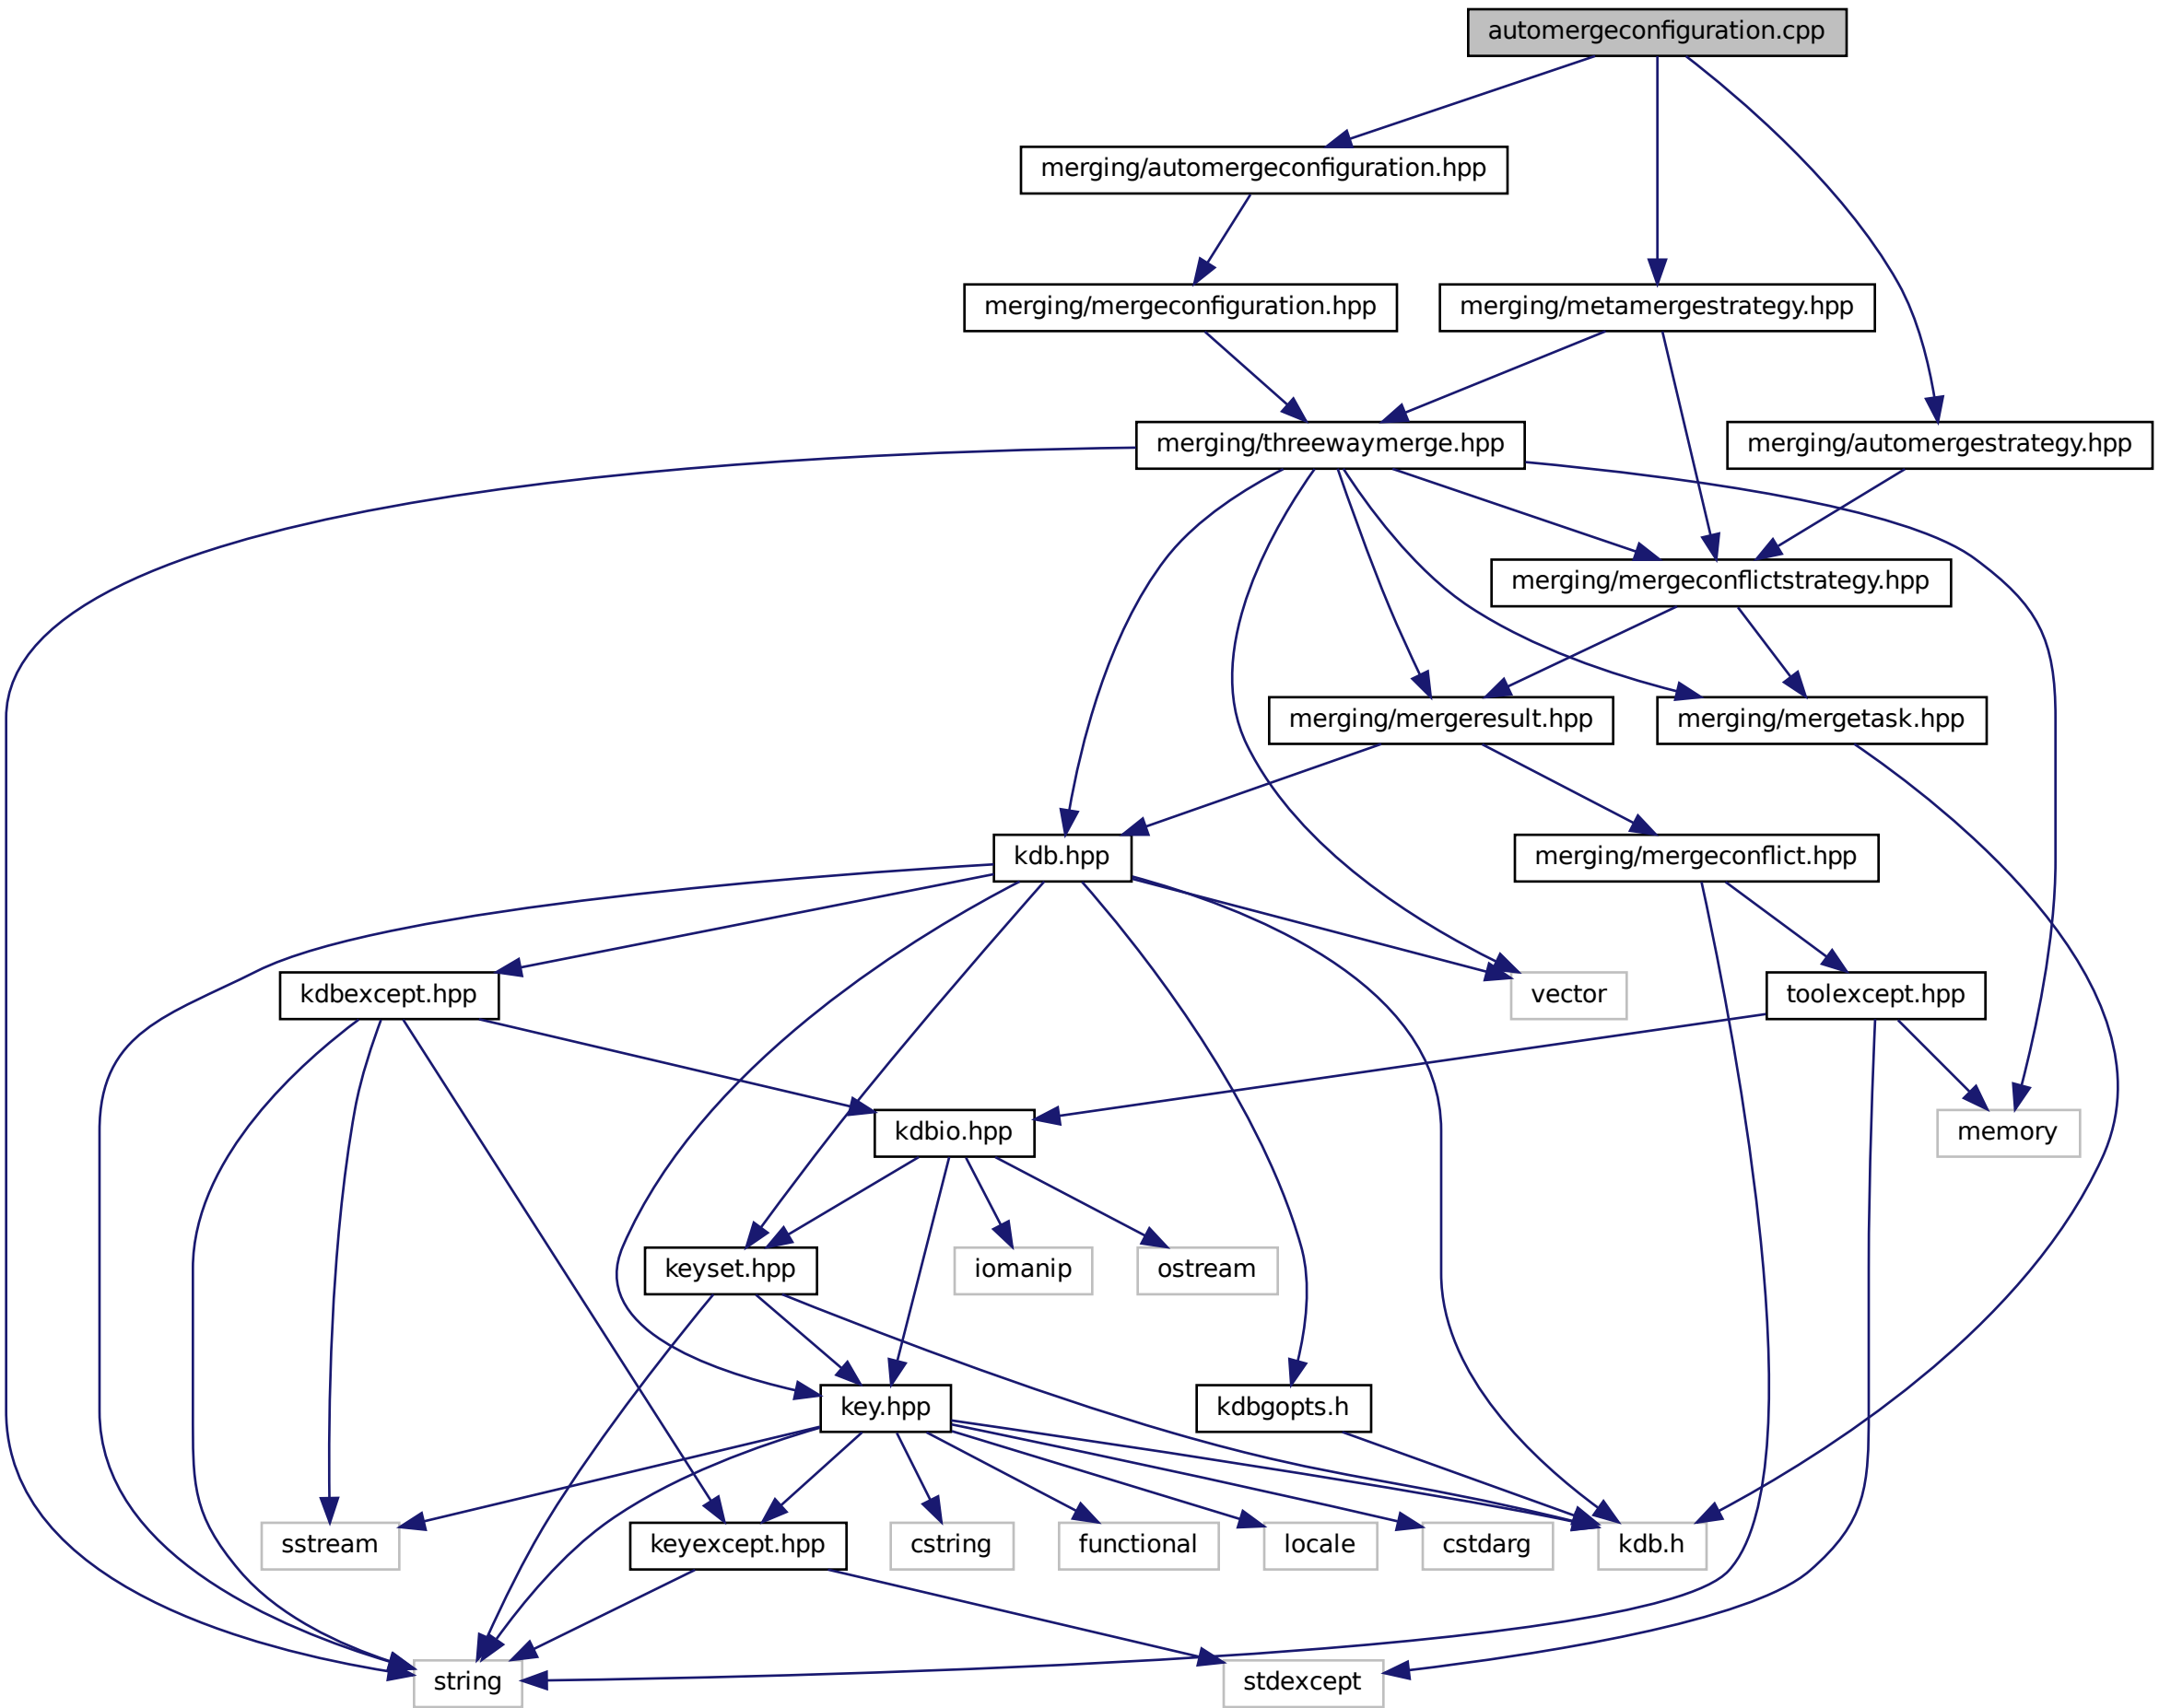 automergeconfiguration.cpp
merging/automergeconfiguration.hpp
merging/mergeconfiguration.hpp
merging/metamergestrategy.hpp
merging/threewaymerge.hpp
merging/automergestrategy.hpp
merging/mergeconflictstrategy.hpp
merging/mergeresult.hpp
merging/mergetask.hpp
kdb.hpp
merging/mergeconflict.hpp
kdbexcept.hpp
vector
toolexcept.hpp
kdbio.hpp
memory
keyset.hpp
iomanip
ostream
key.hpp
kdbgopts.h
sstream
keyexcept.hpp
cstring
functional
locale
cstdarg
kdb.h
string
stdexcept